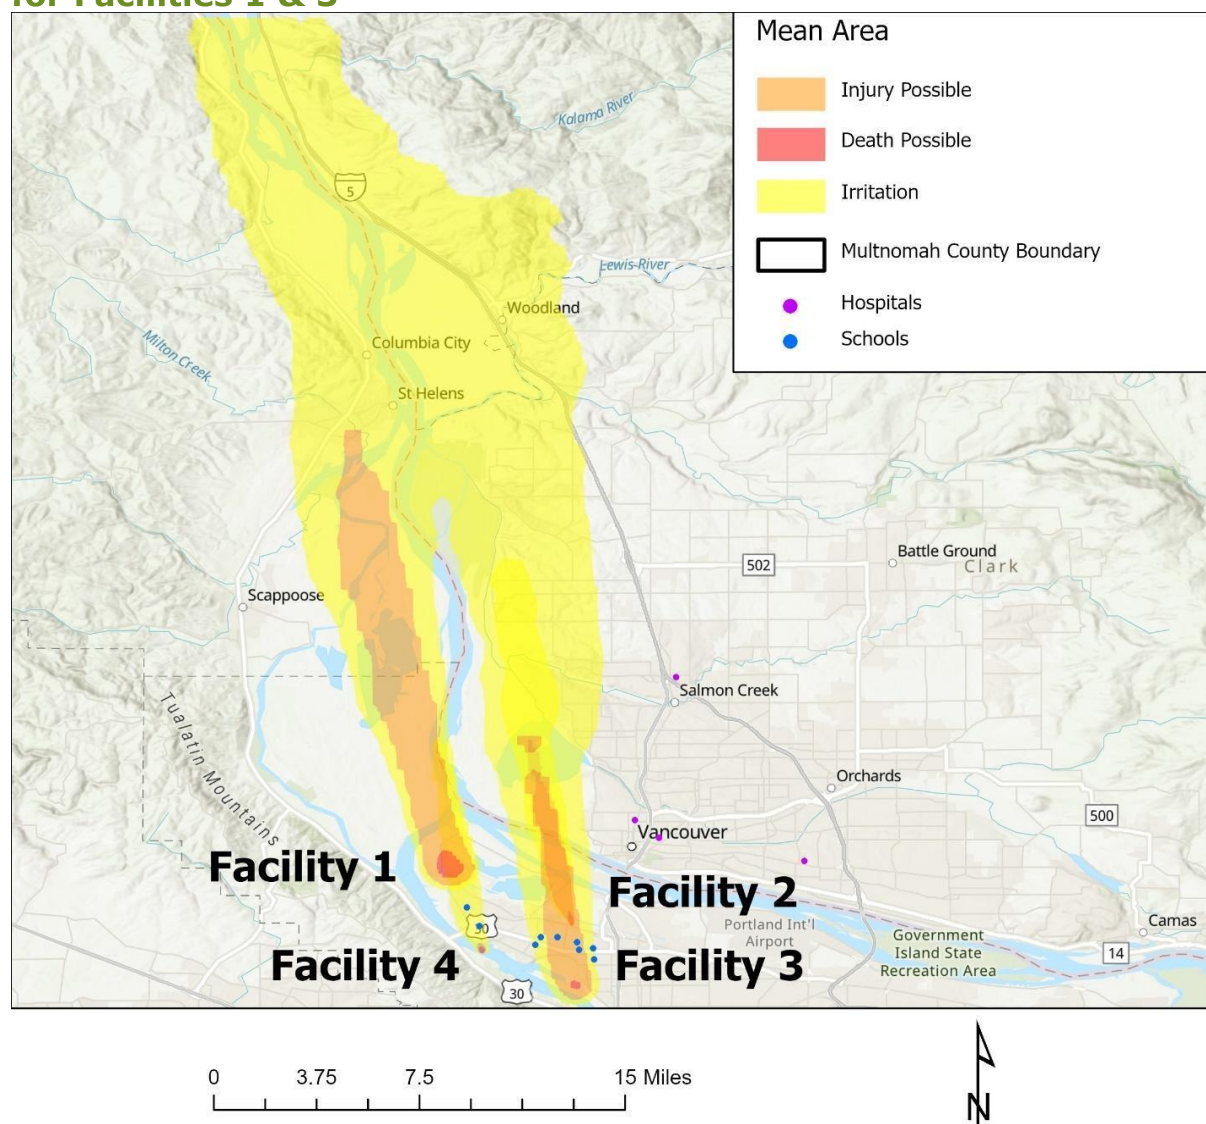 for Facilities 1 & 3
Mean Area
Injury Possible
Death Possible
Irritation
Multnomah County Boundary
Hospitals
Schools
Kalama River
5
Lewis-River
Woodland
Columbia City
Milton Creek
St Helens
Battle Ground
502
Clark
Scappoose
Salmon Creek
Tualatin Mountains
Orchards
500
Vancouver
Facility 1
Facility 2
Camas
Portland Int'l
Airport
30
Government
Island State
Recreation Area
14
Facility 4
Facility 3
30
0 3.75 7.5 15 Miles
N